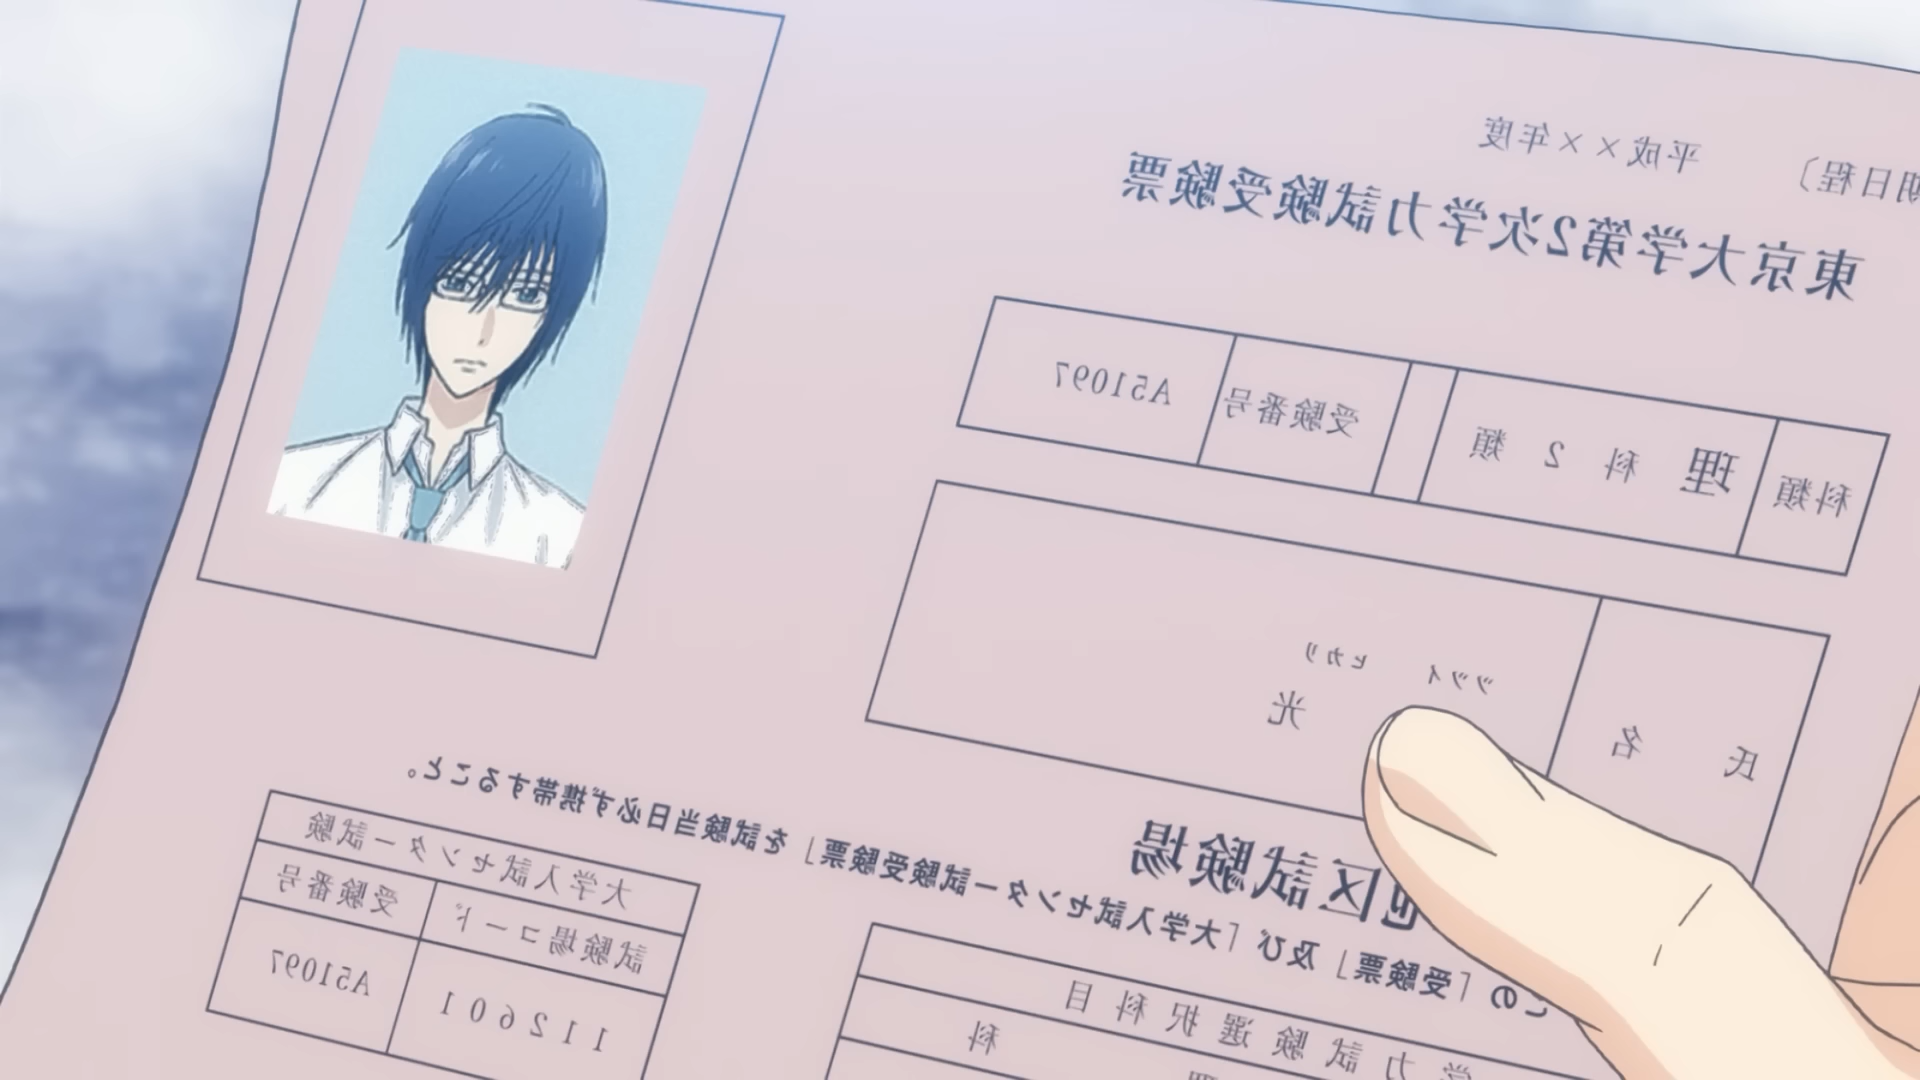 期日程〕 平成××年度
東京大学第2次学力試験受験票
科類 理科2類 受験番号 A51097
ツツイ ヒカリ
氏名 光
区試験場
この「受験票」及び「大学入試センター試験受験票」を試験当日必ず携帯すること。
学力試験選択科目
科
理
大学入試センター試験
試験場コード 受験番号
112601 A51097